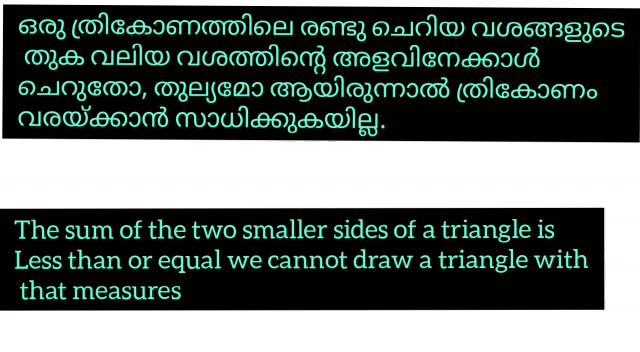 ഒരു ത്രികോണത്തിലെ രണ്ടു ചെറിയ വശങ്ങളുടെ
തുക വലിയ വശത്തിന്റെ അളവിനേക്കാൾ
ചെറുതോ, തുല്യമോ ആയിരുന്നാൽ ത്രികോണം
വരയ്ക്കാൻ സാധിക്കുകയില്ല.
The sum of the two smaller sides of a triangle is
Less than or equal we cannot draw a triangle with
that measures